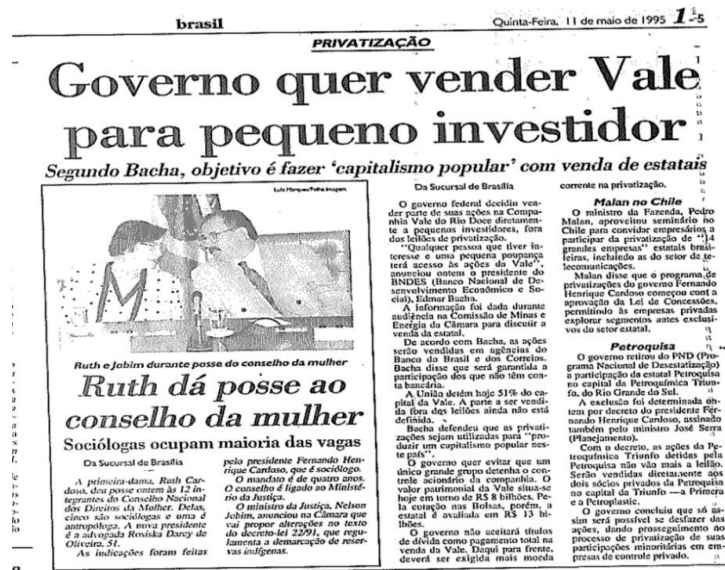 brasil
Quinta-Feira, 11 de maio de 1995 1-5
PRIVATIZAÇÃO
Governo quer vender Vale
para pequeno investidor
Segundo Bacha, objetivo é fazer 'capitalismo popular' com venda de estatais
Luis Marques/Folha Imagem
Ruth e Jobim durante posse do conselho da mulher
Ruth dá posse ao
conselho da mulher
Sociólogas ocupam maioria das vagas
Da Sucursal de Brasília
A primeira-dama, Ruth Car-
doso, deu posse ontem às 12 in-
tegrantes do Conselho Nacional
dos Direitos da Mulher. Delas,
cinco são sociólogas e uma é
antropóloga. A nova presidente
é a advogada Rosiska Darcy de
Oliveira, 51.
As indicações foram feitas
pelo presidente Fernando Hen-
rique Cardoso, que é sociólogo.
O mandato é de quatro anos.
O conselho é ligado ao Ministé-
rio da Justiça.
O ministro da Justiça, Nelson
Jobim, anunciou na Câmara que
vai propor alterações no texto
do decreto-lei 22/91, que regu-
lamenta a demarcação de reser-
vas indígenas.
Da Sucursal de Brasília
O governo federal decidiu ven-
der parte de suas ações na Compa-
nhia Vale do Rio Doce diretamen-
te a pequenos investidores, fora
dos leilões de privatização.
"Qualquer pessoa que tiver in-
teresse e uma pequena poupança
terá acesso às ações da Vale",
anunciou ontem o presidente do
BNDES (Banco Nacional de De-
senvolvimento Econômico e So-
cial), Edmar Bacha.
A informação foi dada durante
audiência na Comissão de Minas e
Energia da Câmara para discutir a
venda da estatal.
De acordo com Bacha, as ações
serão vendidas em agências do
Banco do Brasil e dos Correios.
Bacha disse que será garantida a
participação dos que não têm con-
ta bancária.
A União detém hoje 51% do ca-
pital da Vale. A parte a ser vendi-
da fora dos leilões ainda não está
definida.
Bacha defendeu que as privati-
zações sejam utilizadas para "pro-
duzir um capitalismo popular nes-
te país".
O governo quer evitar que um
único grande grupo detenha o con-
trole acionário da companhia. O
valor patrimonial da Vale situa-se
hoje em torno de R$ 8 bilhões. Pe-
la cotação nas Bolsas, porém, a
estatal é avaliada em R$ 13 bi-
lhões.
O governo não aceitará títulos
de dívida como pagamento total na
venda da Vale. Daqui para frente,
deverá ser exigida mais moeda
corrente na privatização.
Malan no Chile
O ministro da Fazenda, Pedro
Malan, aproveitou seminário no
Chile para convidar empresários a
participar da privatização de "14
grandes empresas" estatais brasi-
leiras, incluindo as do setor de te-
lecomunicações.
Malan disse que o programa de
privatizações do governo Fernando
Henrique Cardoso começou com a
aprovação da Lei de Concessões,
permitindo às empresas privadas
explorar segmentos antes exclusi-
vos do setor estatal.
Petroquisa
O governo retirou do PND (Pro-
grama Nacional de Desestatização)
a participação da estatal Petroquisa
no capital da Petroquímica Triun-
fo, do Rio Grande do Sul.
A exclusão foi determinada on-
tem por decreto do presidente Fer-
nando Henrique Cardoso, assinado
também pelo ministro José Serra
(Planejamento).
Com o decreto, as ações da Pe-
troquímica Triunfo detidas pela
Petroquisa não vão mais a leilão.
Serão vendidas diretamente aos
dois sócios privados da Petroquisa
no capital da Triunfo —a Primepa
e a Petroplastic.
O governo concluiu que só as-
sim será possível se desfazer das
ações, dando prosseguimento ao
processo de privatização de suas
participações minoritárias em em-
presas de controle privado.